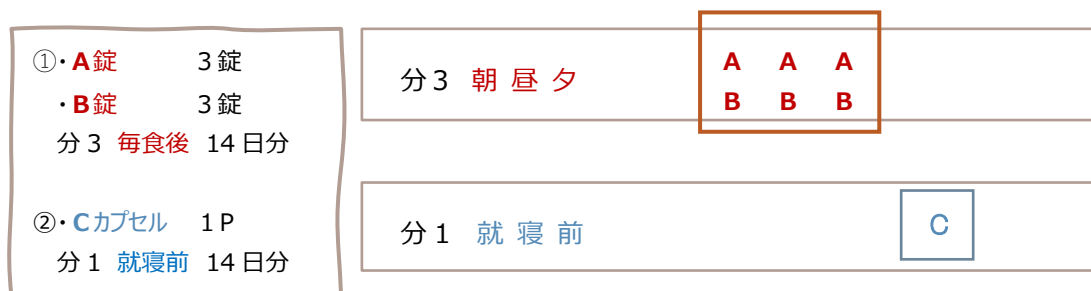 ①・A錠 3錠
・B錠 3錠
分3 毎食後 14日分
②・Cカプセル 1P
分1 就寝前 14日分
分3 朝 昼 夕
A A A
B B B
分1 就 寝 前
C